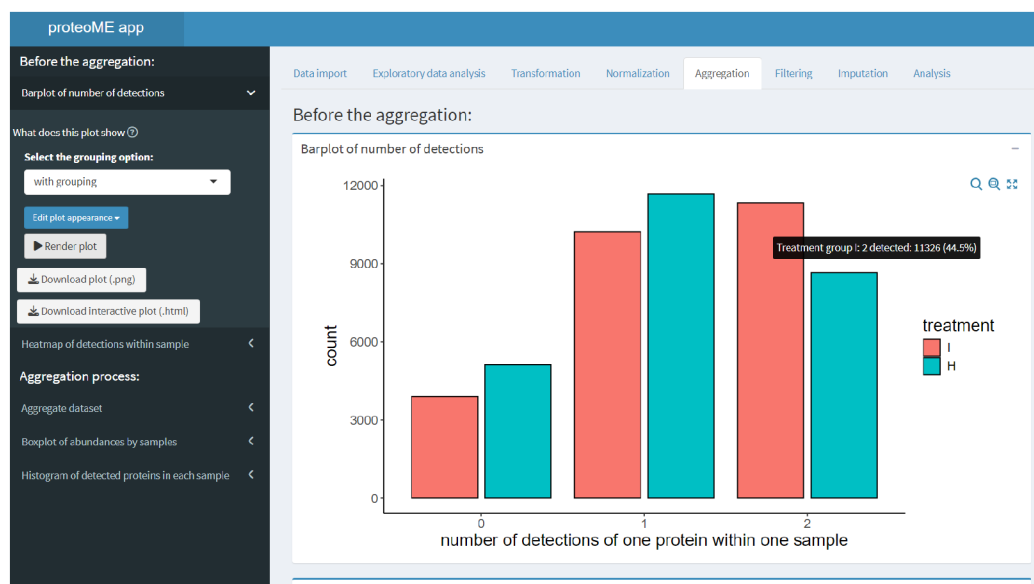 proteoME app
Before the aggregation:
Barplot of number of detections
What does this plot show ?
Select the grouping option:
with grouping
Edit plot appearance
Render plot
Download plot (.png)
Download interactive plot (.html)
Heatmap of detections within sample
Aggregation process:
Aggregate dataset
Boxplot of abundances by samples
Histogram of detected proteins in each sample
Data import Exploratory data analysis Transformation Normalization Aggregation Filtering Imputation Analysis
Before the aggregation:
Barplot of number of detections
12000
9000
6000
3000
0
count
Treatment group I: 2 detected: 11326 (44.5%)
treatment
I
H
0 1 2
number of detections of one protein within one sample